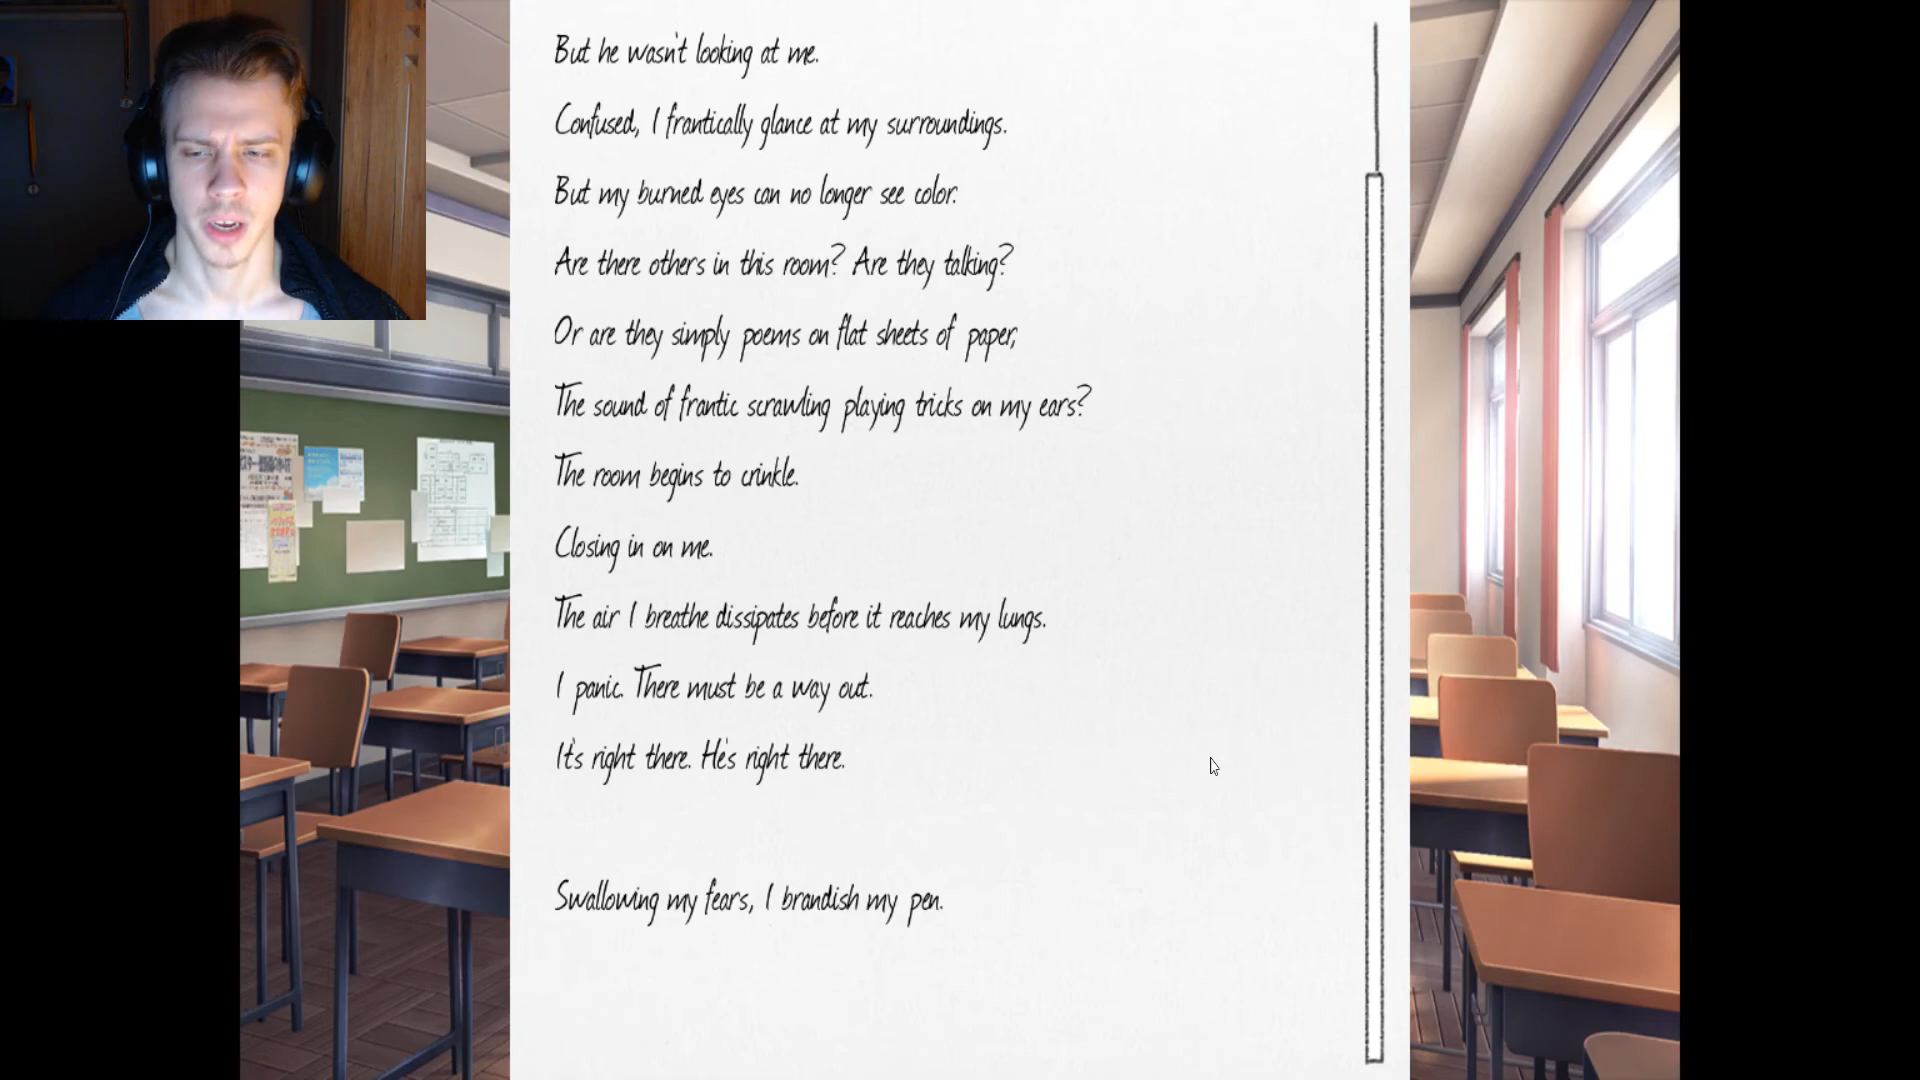 But he wasn't looking at me.
Confused, I frantically glance at my surroundings.
But my burned eyes can no longer see color.
Are there others in this room? Are they talking?
Or are they simply poems on flat sheets of paper,
The sound of frantic scrawling playing tricks on my ears?
The room begins to crinkle.
Closing in on me.
The air I breathe dissipates before it reaches my lungs.
I panic. There must be a way out.
It's right there. He's right there.
Swallowing my fears, I brandish my pen.